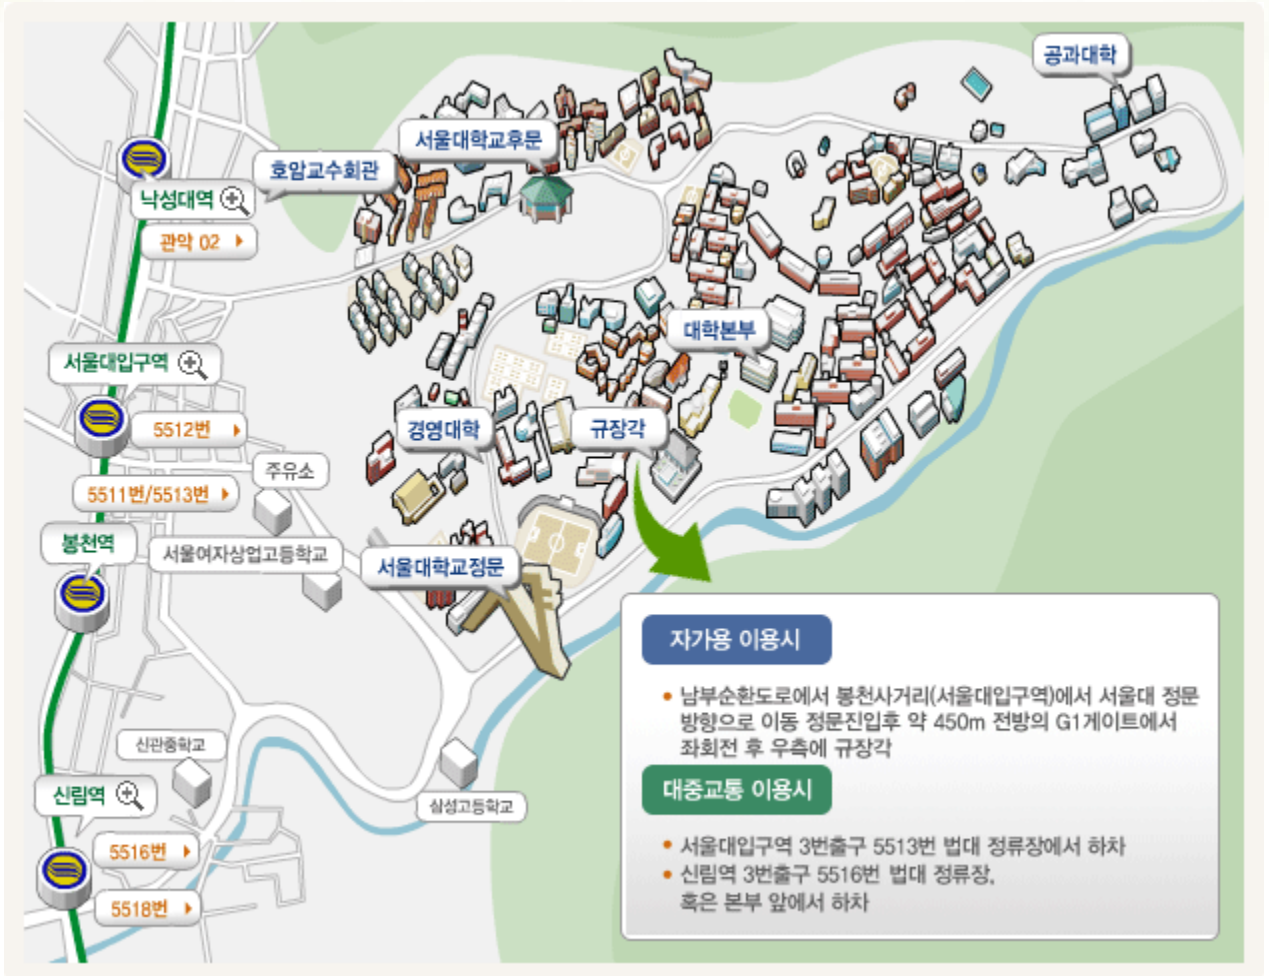 공과대학
서울대학교후문
호암교수회관
낙성대역
관악 02
서울대입구역
대학본부
5512번
경영대학
규장각
주유소
5511번/5513번
봉천역
서울여자상업고등학교
서울대학교정문
자가용 이용시
남부순환도로에서 봉천사거리(서울대입구역)에서 서울대 정문
방향으로 이동 정문진입후 약 450m 전방의 G1게이트에서
좌회전 후 우측에 규장각
신관중학교
신림역
삼성고등학교
대중교통 이용시
5516번
서울대입구역 3번출구 5513번 법대 정류장에서 하차
신림역 3번출구 5516번 법대 정류장,
혹은 본부 앞에서 하차
5518번